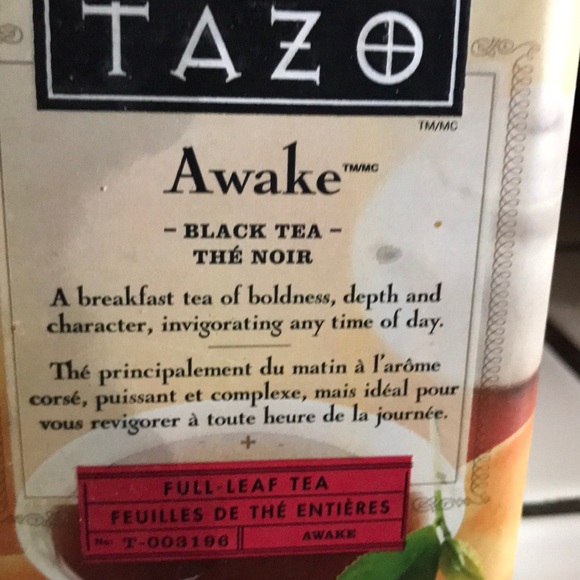 TAZO
TM/MC
Awake TM/MC
- BLACK TEA -
THÉ NOIR
A breakfast tea of boldness, depth and
character, invigorating any time of day.
Thé principalement du matin à l'arôme
corsé, puissant et complexe, mais idéal pour
vous revigorer à toute heure de la journée.
+
FULL-LEAF TEA
FEUILLES DE THÉ ENTIÈRES
No. T-003196 AWAKE